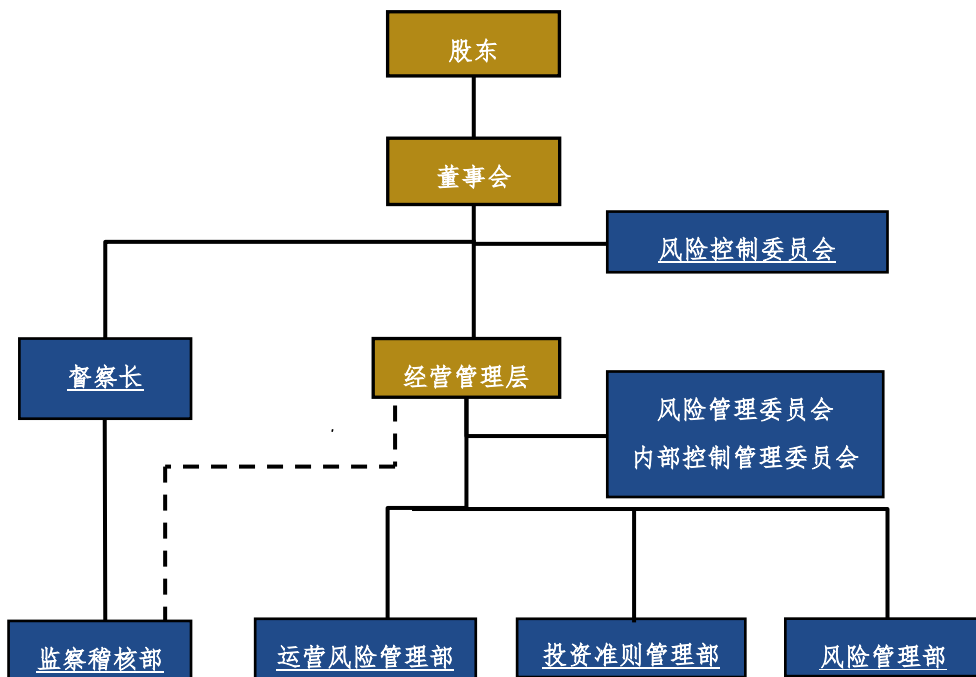 股东
董事会
风险控制委员会
督察长
经营管理层
风险管理委员会
内部控制管理委员会
监察稽核部
运营风险管理部
投资准则管理部
风险管理部